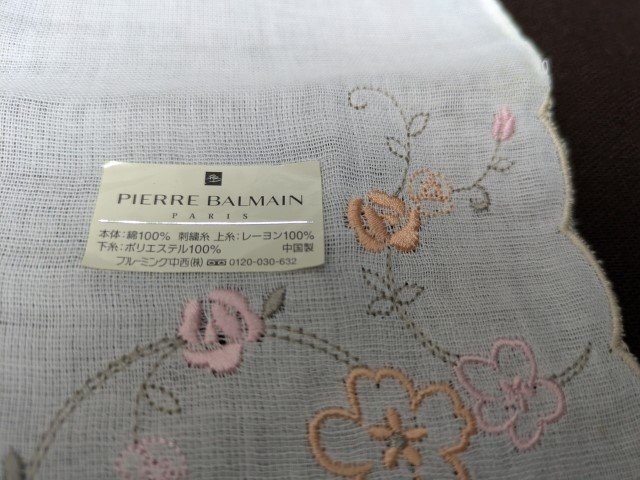 PIERRE BALMAIN
PARIS
本体:綿100% 刺繍糸 上糸:レーヨン100%
下糸:ポリエステル100% 中国製
ブルーミング中西(株) 0120-030-632